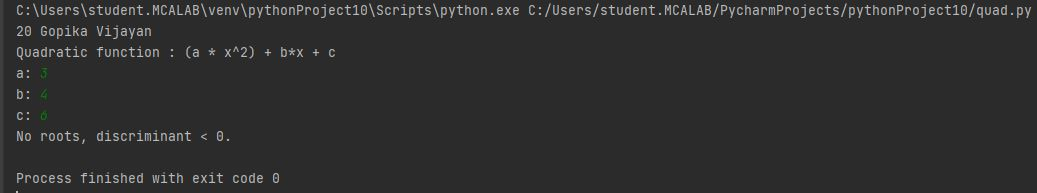 C:\Users\student.MCALAB\venv\pythonProject10\Scripts\python.exe C:/Users/student.MCALAB/PycharmProjects/pythonProject10/quad.py
20 Gopika Vijayan
Quadratic function : (a * x^2) + b*x + c
a: 3
b: 4
c: 6
No roots, discriminant < 0.
Process finished with exit code 0